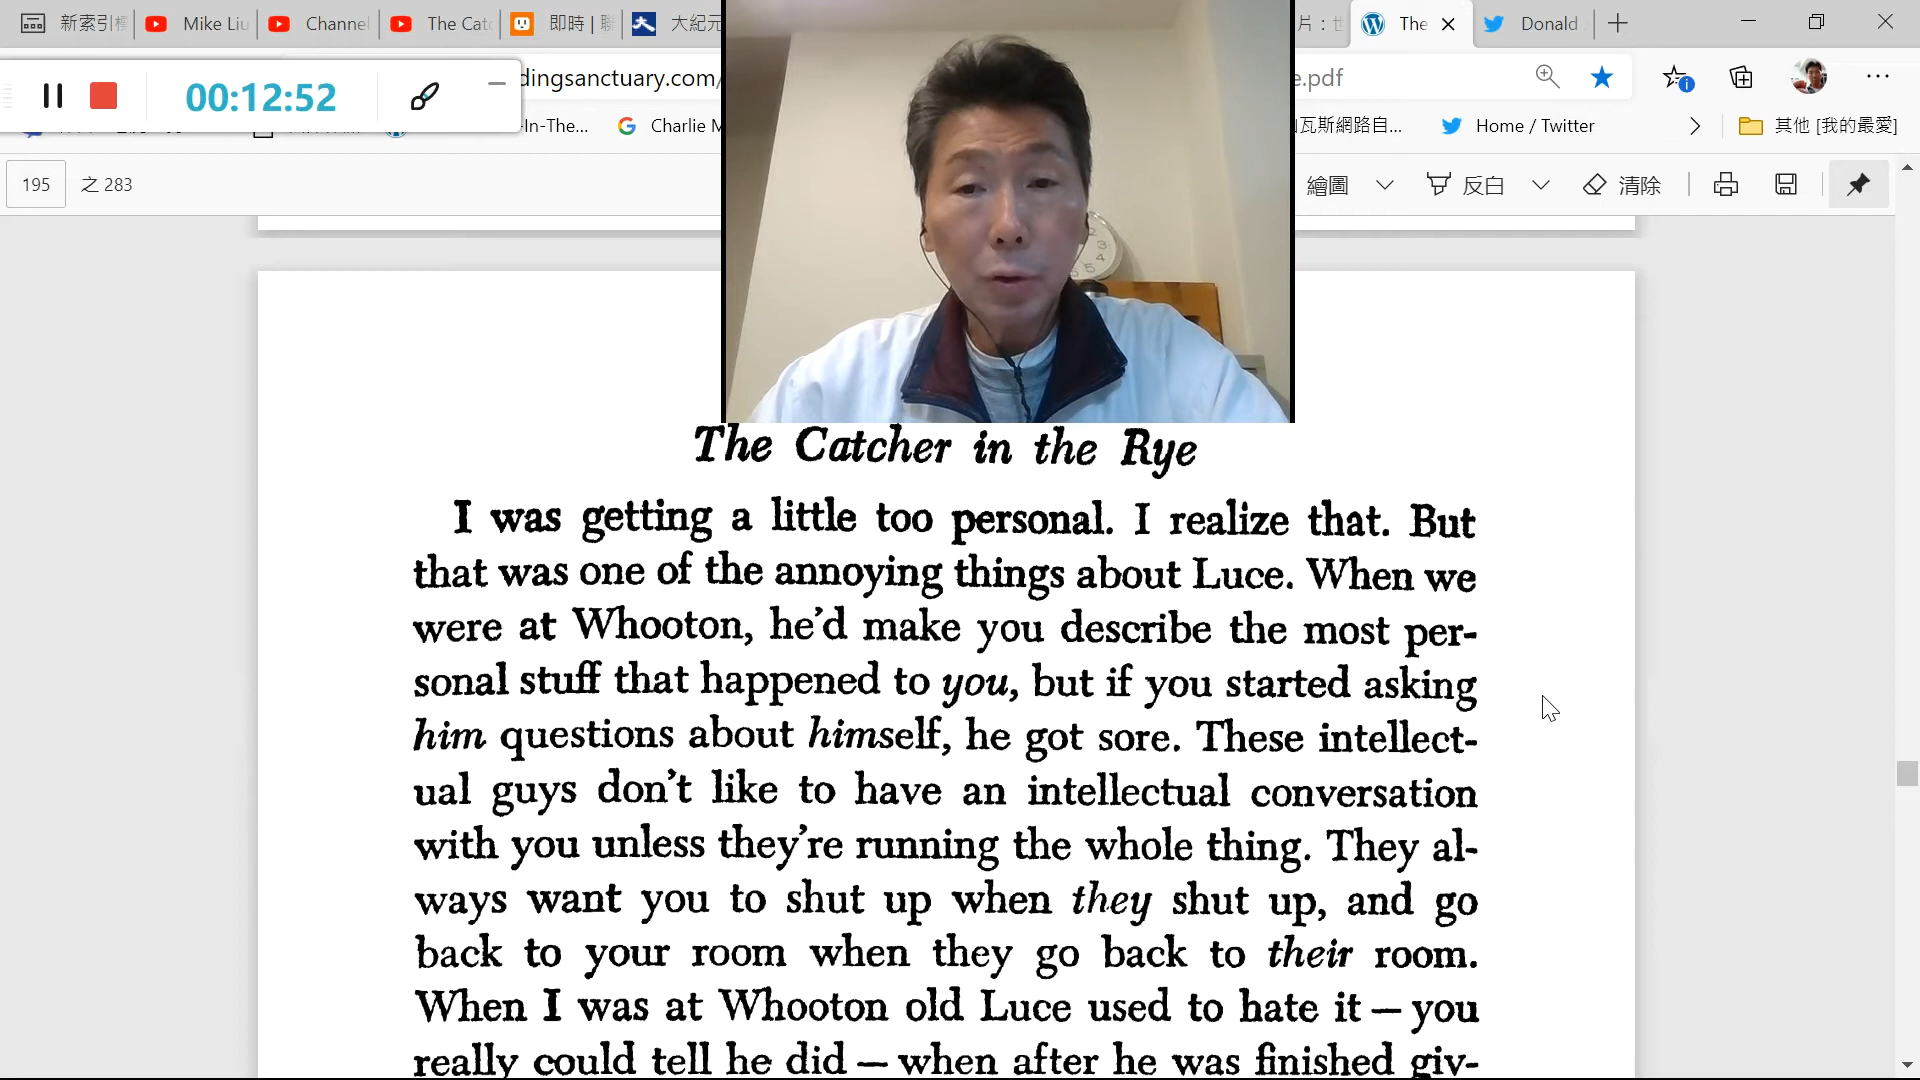 新索引標
Mike Liu
Channel
The Catc
即時 | 聯
大紀元
片：世
The
Donald
00:12:52
dingsanctuary.com/
e.pdf
-In-The...
Charlie M
瓦斯網路自...
Home / Twitter
其他 [我的最愛]
195 之 283
繪圖
反白
清除
The Catcher in the Rye
I was getting a little too personal. I realize that. But
that was one of the annoying things about Luce. When we
were at Whooton, he'd make you describe the most per-
sonal stuff that happened to you, but if you started asking
him questions about himself, he got sore. These intellect-
ual guys don't like to have an intellectual conversation
with you unless they're running the whole thing. They al-
ways want you to shut up when they shut up, and go
back to your room when they go back to their room.
When I was at Whooton old Luce used to hate it — you
really could tell he did — when after he was finished giv-